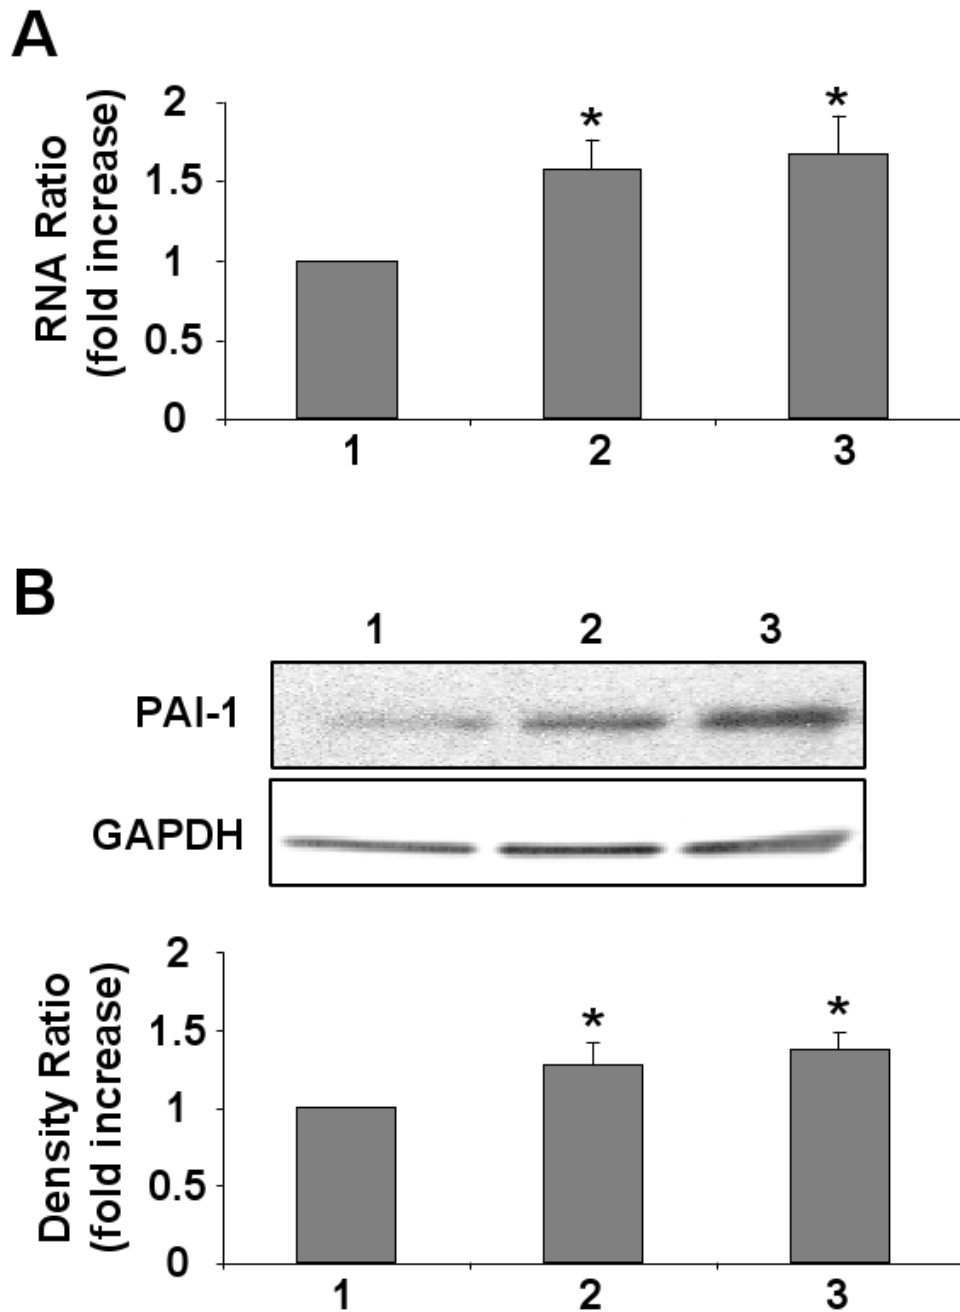 A
RNA Ratio
(fold increase)
2
1.5
1
0.5
0
*
*
1 2 3
B
1 2 3
PAI-1
GAPDH
Density Ratio
(fold increase)
2
1.5
1
0.5
0
*
*
1 2 3